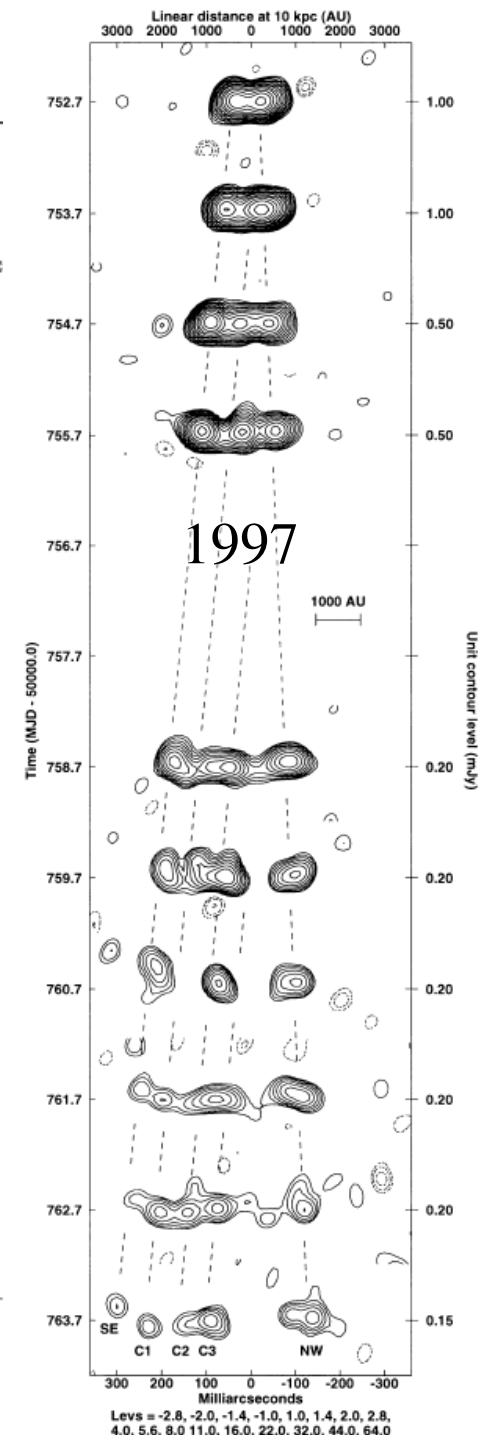 Linear distance at 10 kpc (AU)
3000 2000 1000 0 1000 2000 3000
752.7 1.00
753.7 1.00
754.7 0.50
755.7 0.50
756.7
1997
1000 AU
757.7
Time (MJD - 50000.0)
Unit contour level (mJy)
758.7 0.20
759.7 0.20
760.7 0.20
761.7 0.20
762.7 0.20
763.7 0.15
SE
C1 C2 C3 NW
300 200 100 0 -100 -200 -300
Milliarcseconds
Levs = -2.8, -2.0, -1.4, -1.0, 1.0, 1.4, 2.0, 2.8,
4.0, 5.6, 8.0 11.0, 16.0, 22.0, 32.0, 44.0, 64.0